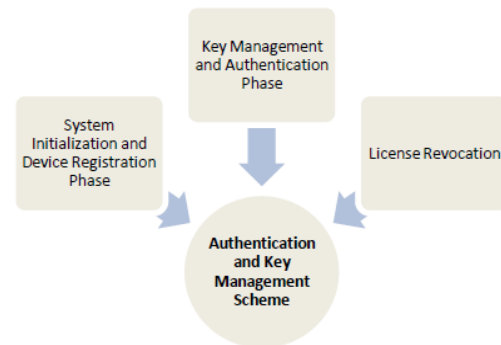 Key Management
and Authentication
Phase
System
Initialization and
Device Registration
Phase
License Revocation
Authentication
and Key
Management
Scheme